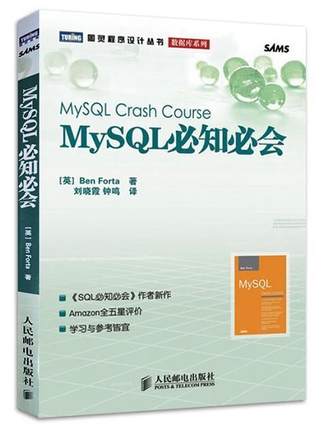 TURING
图灵程序设计丛书 数据库系列
SAMS
MySQL Crash Course
MySQL必知必会
[英] Ben Forta 著
刘晓霞 钟鸣 译
《SQL必知必会》作者新作
Amazon全五星评价
学习与参考皆宜
MySQL
人民邮电出版社
POSTS & TELECOM PRESS
MySQL必知必会
[英] Ben Forta 著
人民邮电出版社